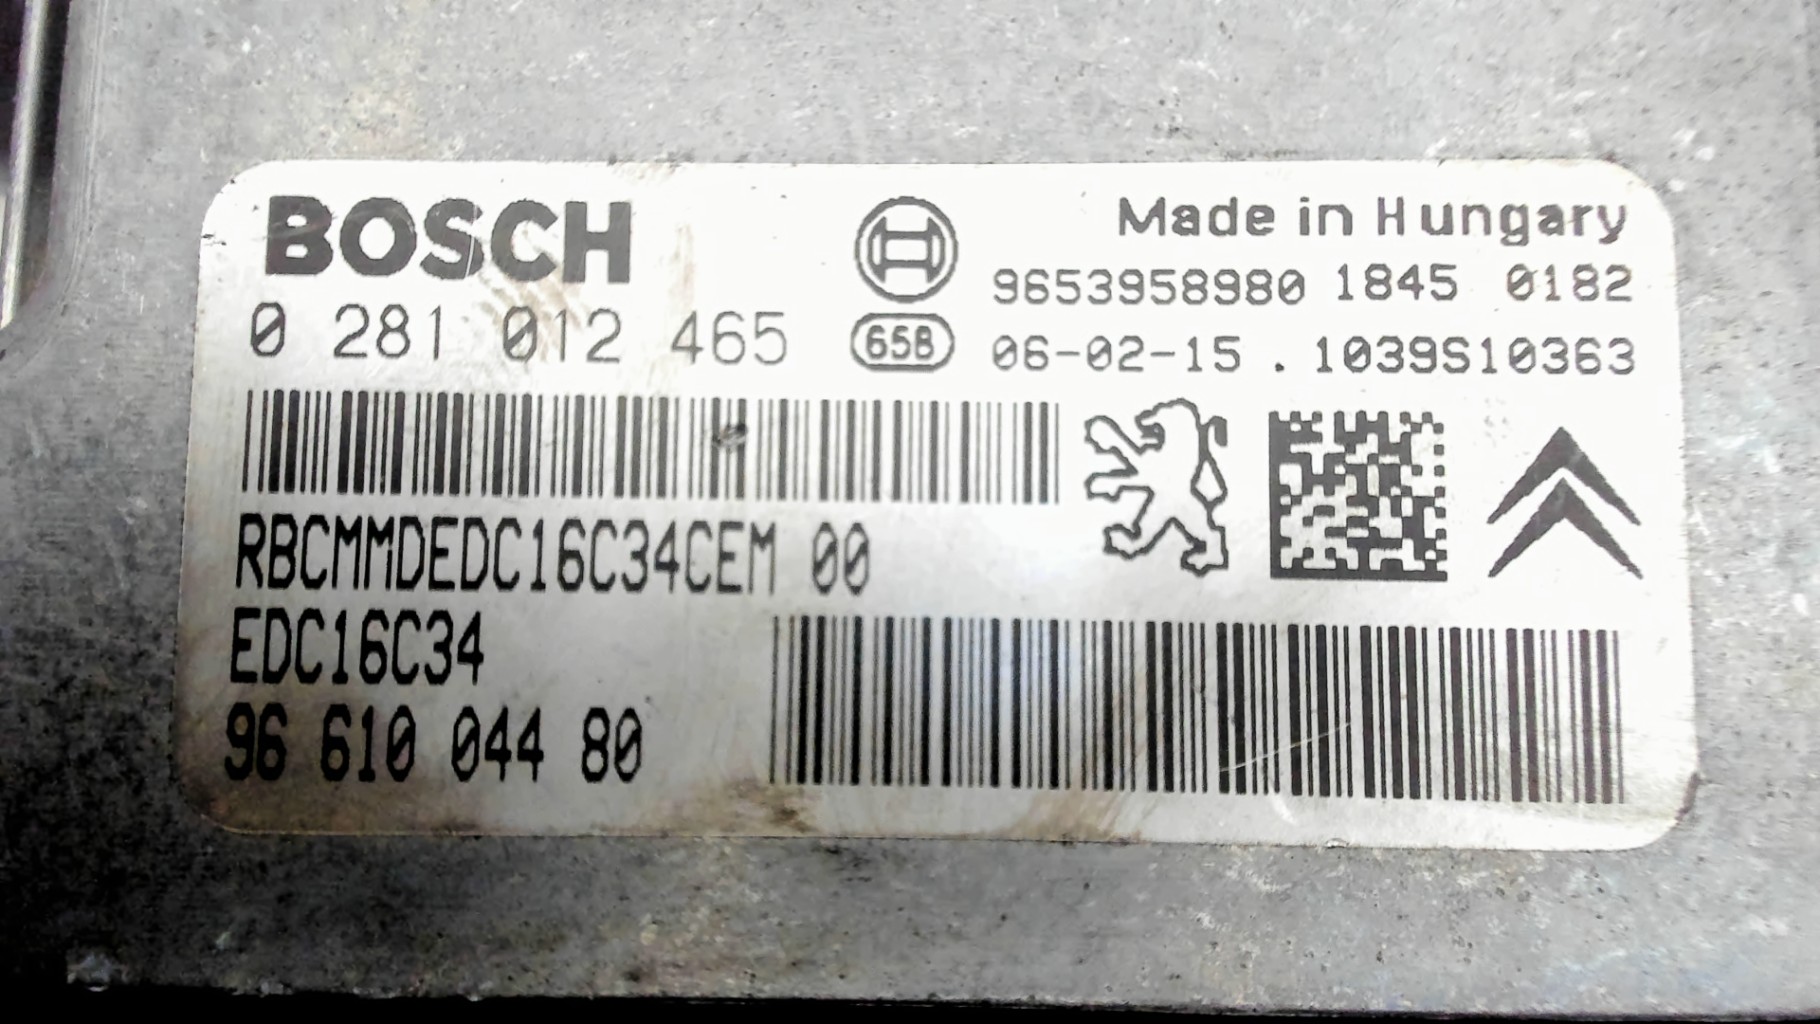 BOSCH
Made in Hungary
9653958980 1845 0182
0 281 012 465
65B
06-02-15 . 1039S10363
RBCMMDEDC16C34CEM 00
EDC16C34
96 610 044 80